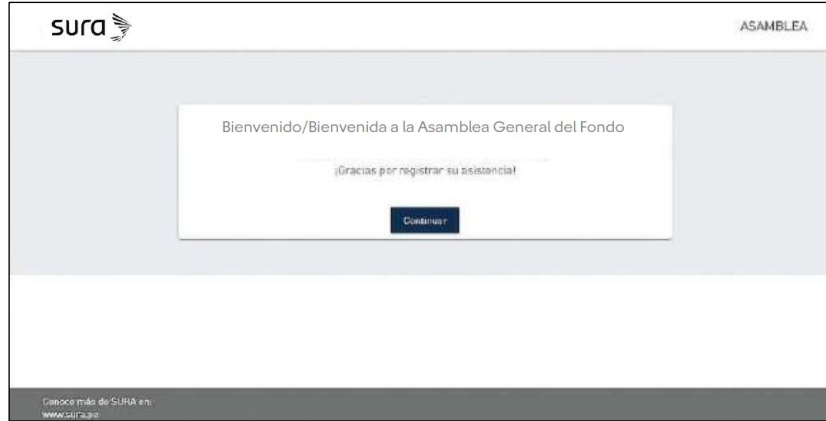 sura
ASAMBLEA
Bienvenido/Bienvenida a la Asamblea General del Fondo
¡Gracias por registrar su asistencia!
Continuar
Conoce más de SURA en:
www.sura.pe